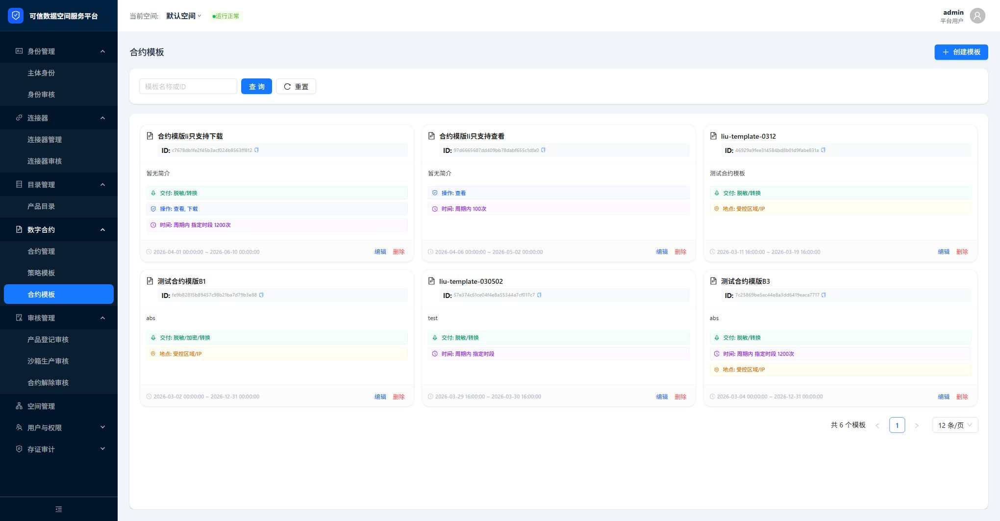 可信数据空间服务平台
当前空间: 默认空间 运行正常
admin
平台用户
身份管理
主体身份
身份审核
连接器
连接器管理
连接器审核
目录管理
产品目录
数字合约
合约管理
策略模板
合约模板
审核管理
产品登记审核
沙箱生产审核
合约解除审核
空间管理
用户与权限
存证审计
合约模板
创建模板
模板名称或ID 查 询 重置
合约模版li只支持下载
ID: c7678db1fe2f45b3acf024b8563ff812
暂无简介
交付: 脱敏/转换
操作: 查看, 下载
时间: 周期内 指定时段 1200次
2026-04-01 00:00:00 ~ 2026-06-10 00:00:00 编辑 删除
合约模版li只支持查看
ID: 97d6665607dd409bb78dabf655c1dfa0
暂无简介
操作: 查看
时间: 周期内 100次
2026-04-06 00:00:00 ~ 2026-05-02 00:00:00 编辑 删除
liu-template-0312
ID: 46929a9fee314584bd8b01d9fabe831a
测试合约模板
交付: 脱敏/转换
地点: 受控区域/IP
2026-03-11 16:00:00 ~ 2026-03-19 16:00:00 编辑 删除
测试合约模版B1
ID: fe9b82815b89457c98b21ba7d79b3e88
abs
交付: 脱敏/加密/转换
地点: 受控区域/IP
2026-03-02 00:00:00 ~ 2026-12-31 00:00:00 编辑 删除
liu-template-030502
ID: 57e374c61ce04f4e8a55344a7cf017c7
test
交付: 脱敏/转换
时间: 周期内 指定时段
2026-03-29 16:00:00 ~ 2026-03-30 16:00:00 编辑 删除
测试合约模版B3
ID: 7c25869be5ec44e8a3dd6419eaca7717
abs
交付: 脱敏/转换
时间: 周期内 指定时段 1200次
地点: 受控区域/IP
2026-03-04 00:00:00 ~ 2026-12-31 00:00:00 编辑 删除
共 6 个模板 1 12 条/页